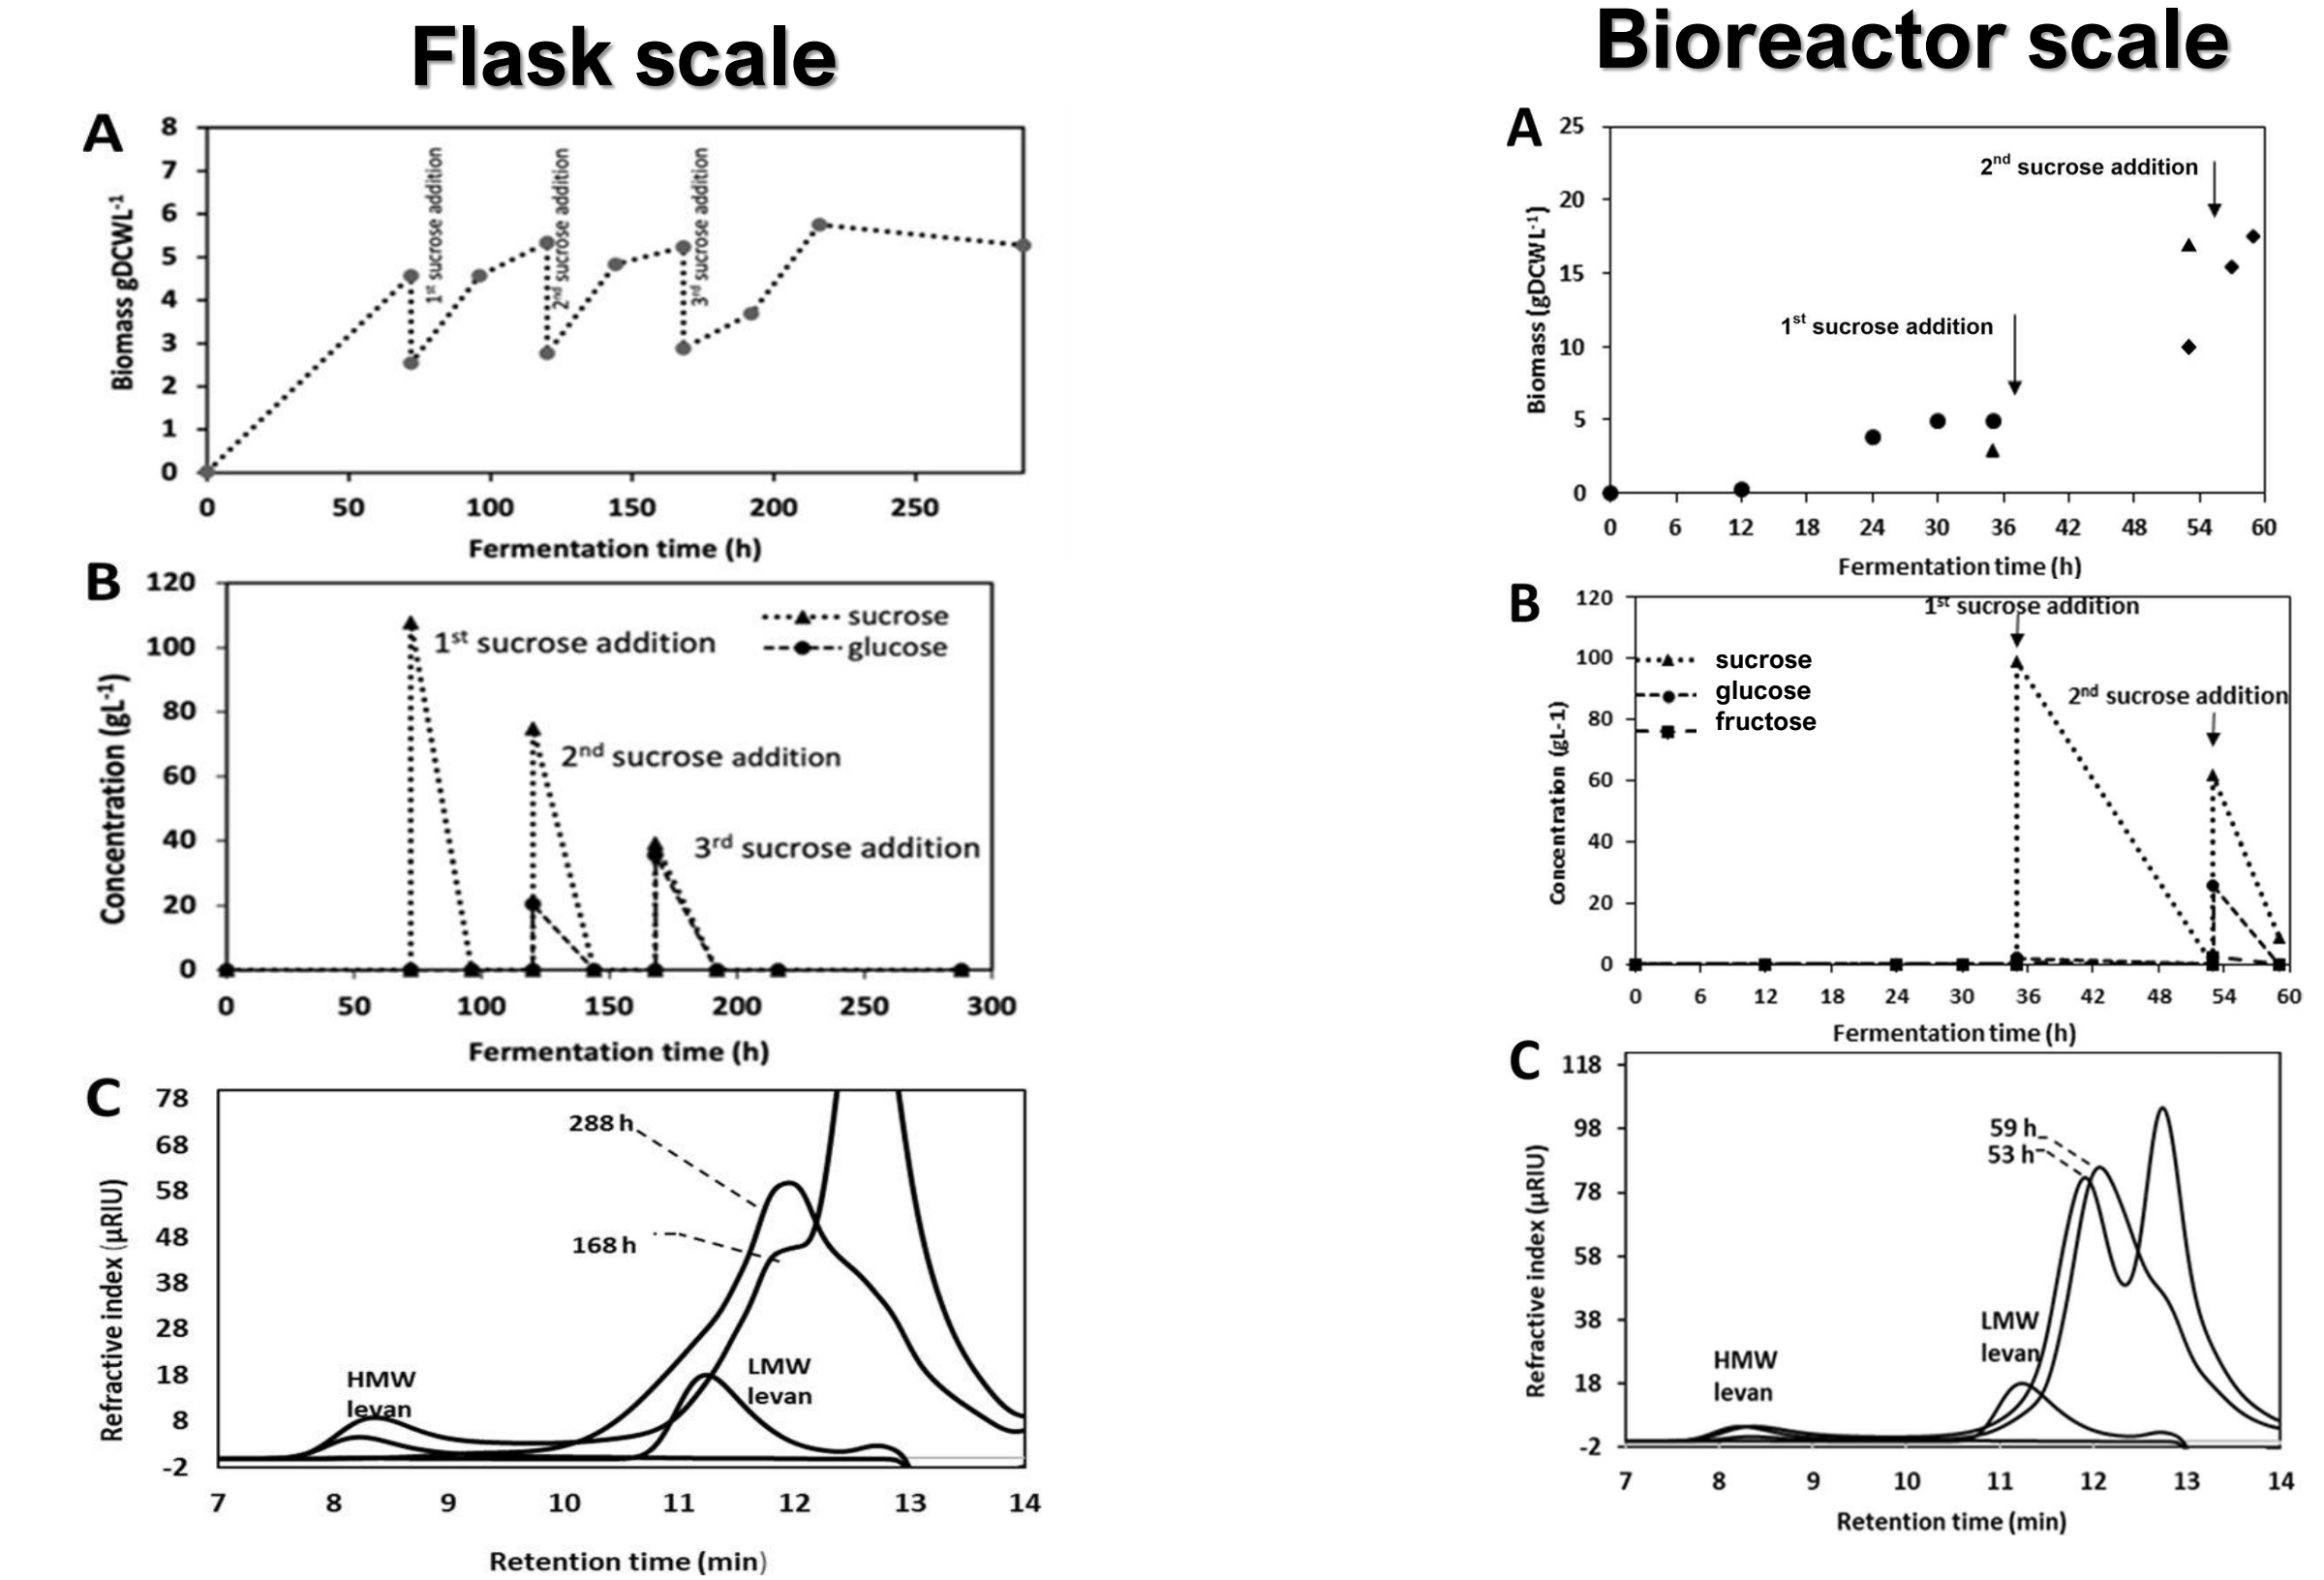 Flask scale
A
8
7
6
5
4
3
2
1
0
Biomass gDCWL-1
1st sucrose addition
2nd sucrose addition
3rd sucrose addition
0 50 100 150 200 250
Fermentation time (h)
B
120
100
80
60
40
20
0
Concentration (gL-1)
sucrose
glucose
1st sucrose addition
2nd sucrose addition
3rd sucrose addition
0 50 100 150 200 250 300
Fermentation time (h)
C
78
68
58
48
38
28
18
8
-2
Refractive index (µRIU)
288 h
168 h
HMW
levan
LMW
levan
7 8 9 10 11 12 13 14
Retention time (min)
Bioreactor scale
A
25
20
15
10
5
0
Biomass (gDCWL-1)
2nd sucrose addition
1st sucrose addition
0 6 12 18 24 30 36 42 48 54 60
Fermentation time (h)
B
120
100
80
60
40
20
0
Concentration (gL-1)
1st sucrose addition
sucrose
glucose
fructose
2nd sucrose addition
0 6 12 18 24 30 36 42 48 54 60
Fermentation time (h)
C
118
98
78
58
38
18
-2
Refractive index (µRIU)
59 h
53 h
LMW
levan
HMW
levan
7 8 9 10 11 12 13 14
Retention time (min)